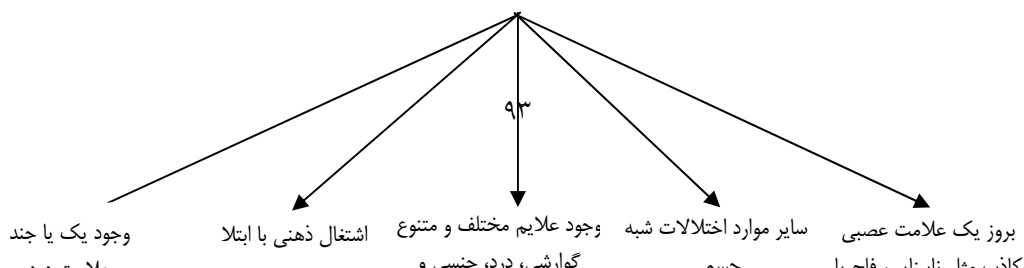 ۹۳
بروز یک علامت عصبی
سایر موارد اختلالات شبه
جسمی
وجود علایم مختلف و متنوع
گوارشی، درد، جنسی و
اشتغال ذهنی با ابتلا
وجود یک یا جند